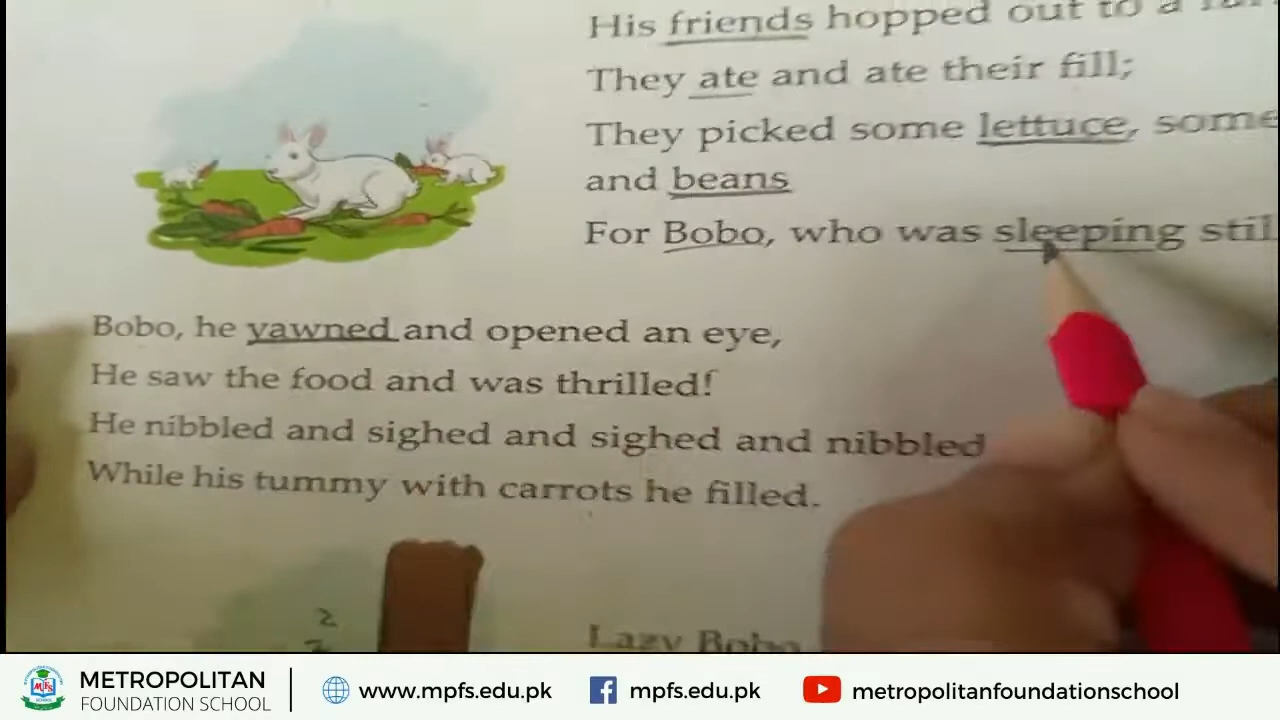 His friends hopped out to a
They ate and ate their fill;
They picked some lettuce, some
and beans
For Bobo, who was sleeping
Bobo, he yawned and opened an eye,
He saw the food and was thrilled!
He nibbled and sighed and sighed and nibbled
While his tummy with carrots he filled.
2
Lazy Bobo
METROPOLITAN
FOUNDATION SCHOOL
www.mpfs.edu.pk
mpfs.edu.pk
metropolitanfoundationschool